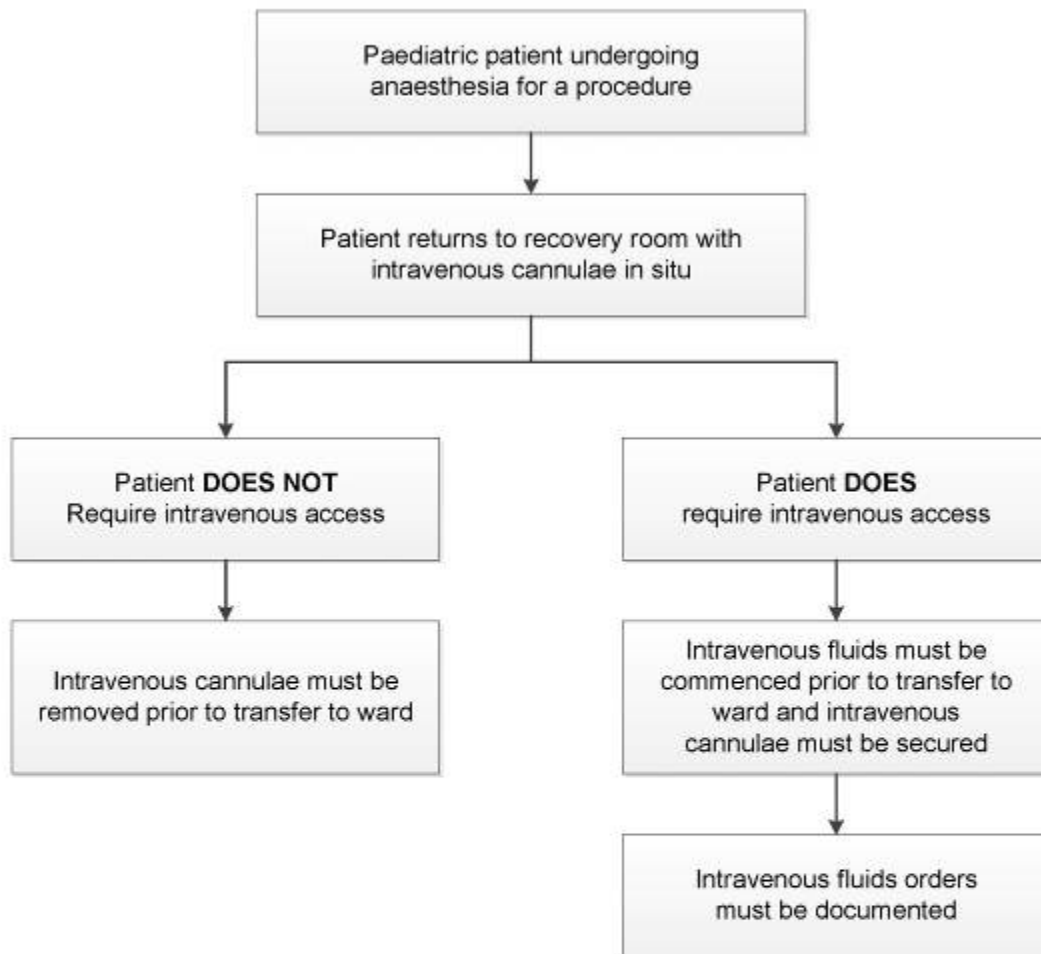 Paediatric patient undergoing
anaesthesia for a procedure
Patient returns to recovery room with
intravenous cannulae in situ
Patient DOES NOT
Require intravenous access
Patient DOES
require intravenous access
Intravenous cannulae must be
removed prior to transfer to ward
Intravenous fluids must be
commenced prior to transfer to
ward and intravenous
cannulae must be secured
Intravenous fluids orders
must be documented